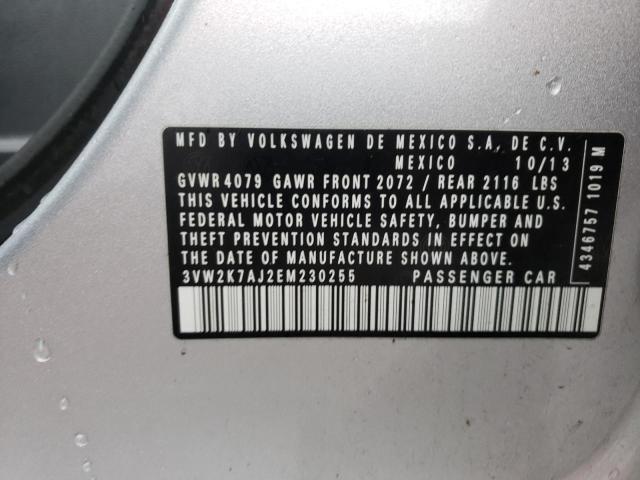 MFD BY VOLKSWAGEN DE MEXICO S.A, DE C.V.
MEXICO 10/13
GVWR 4079 GAWR FRONT 2072 / REAR 2116 LBS
THIS VEHICLE CONFORMS TO ALL APPLICABLE U.S.
FEDERAL MOTOR VEHICLE SAFETY, BUMPER AND
THEFT PREVENTION STANDARDS IN EFFECT ON
THE DATE OF MANUFACTURE SHOWN ABOVE.
3VW2K7AJ2EM230255 PASSENGER CAR
4346757 1019 M